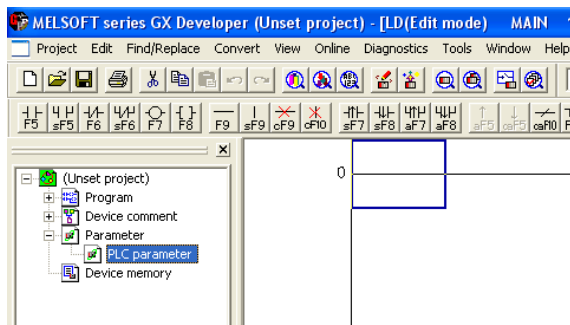 MELSOFT series GX Developer (Unset project) - [LD(Edit mode) MAIN
Project Edit Find/Replace Convert View Online Diagnostics Tools Window Help
F5 sF5 F6 sF6 F7 F8 F9 sF9 cF9 cF10 sF7 sF8 aF7 aF8 aF5 caF5 caF10
0
(Unset project)
Program
Device comment
Parameter
PLC parameter
Device memory